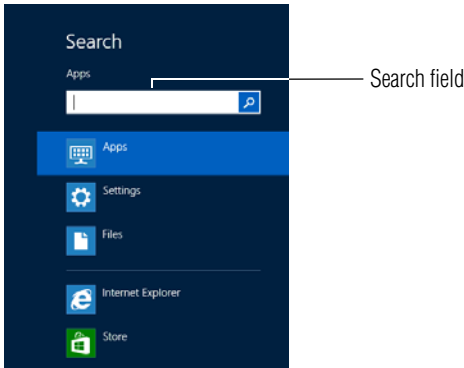 Search
Apps
Search field
Apps
Settings
Files
Internet Explorer
Store